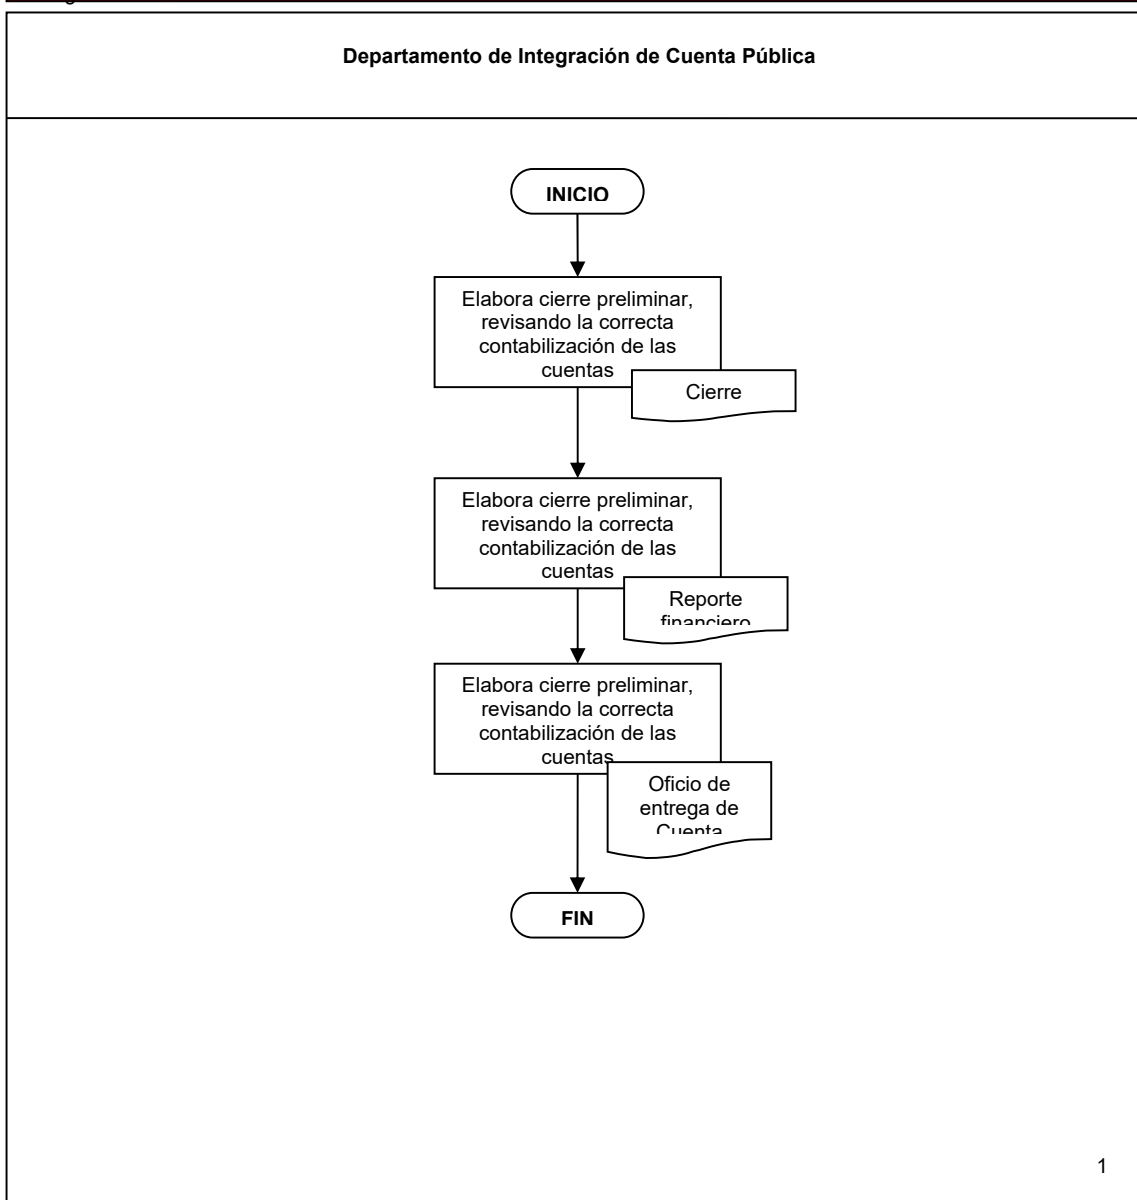 Departamento de Integración de Cuenta Pública
INICIO
Elabora cierre preliminar,
revisando la correcta
contabilización de las
cuentas
Cierre
Elabora cierre preliminar,
revisando la correcta
contabilización de las
cuentas
Reporte
financiero
Elabora cierre preliminar,
revisando la correcta
contabilización de las
cuentas
Oficio de
entrega de
Cuenta
FIN
1